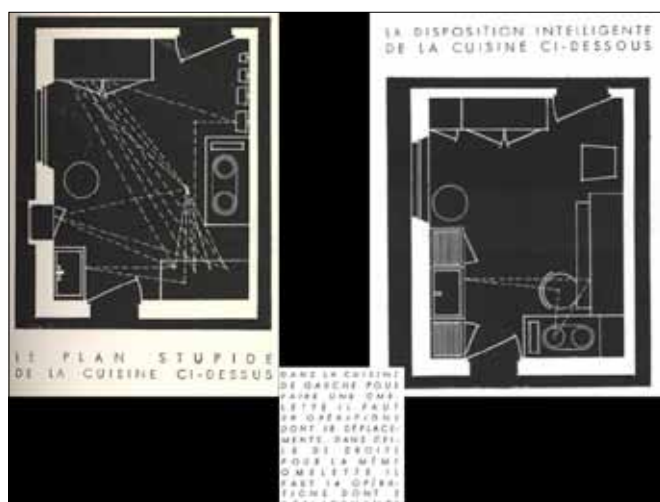 LA DISPOSITION INTELLIGENTE
DE LA CUISINE CI-DESSOUS
LE PLAN STUPIDE
DE LA CUISINE CI-DESSUS
DANS LA CUISINE
DE GAUCHE POUR
FAIRE UNE OME-
LETTE IL FAUT
OPÉRATIONS
DONT DÉPLACE-
MENTS. DANS CEL-
LE DE DROITE
POUR LA MÊME
OMELETTE, IL
FAUT 14 OPÉRA-
TIONS DONT